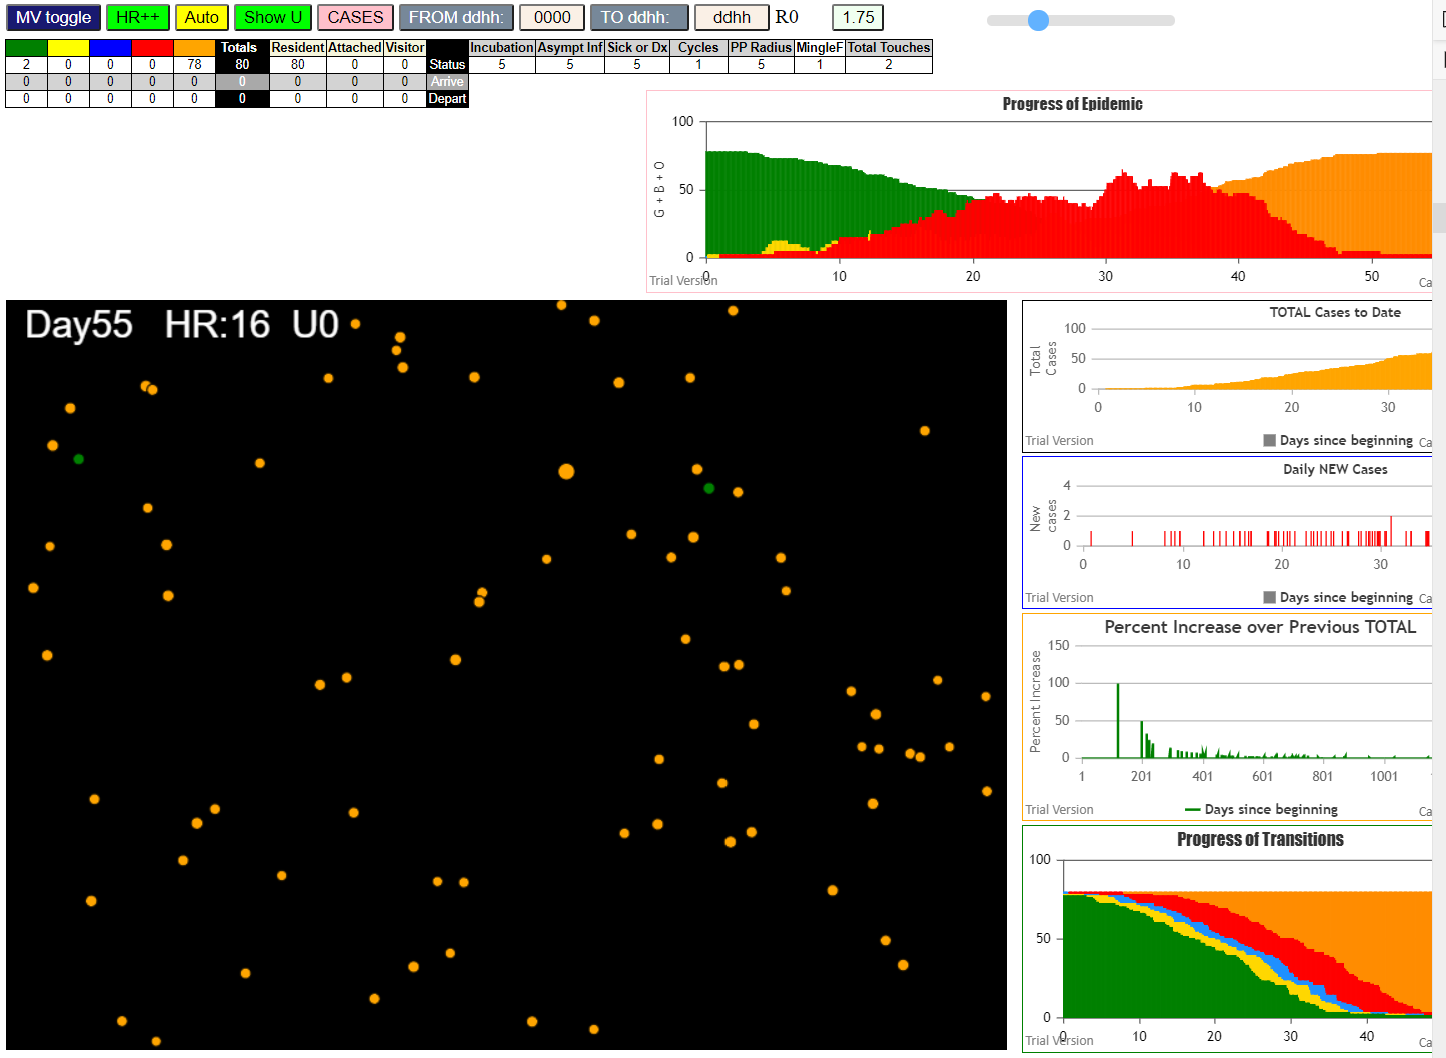 MV toggle HR++ Auto Show U CASES FROM ddhh: 0000 TO ddhh: ddhh R0 1.75
Totals Resident Attached Visitor Incubation Asympt Inf Sick or Dx Cycles PP Radius MingleF Total Touches
2 0 0 0 78 80 80 0 0 Status 5 5 5 1 5 1 2
0 0 0 0 0 0 0 0 0 Arrive
0 0 0 0 0 0 0 0 0 Depart
Progress of Epidemic
100
50
0
G + B + O
0 10 20 30 40 50
Trial Version Ca
Day55 HR:16 U0
TOTAL Cases to Date
Total
Cases
100
50
0
0 10 20 30
Days since beginning
Trial Version Ca
Daily NEW Cases
New
cases
4
2
0
0 10 20 30
Days since beginning
Trial Version Ca
Percent Increase over Previous TOTAL
Percent Increase
150
100
50
0
1 201 401 601 801 1001
Days since beginning
Trial Version Ca
Progress of Transitions
100
50
0
0 10 20 30 40
Trial Version Ca